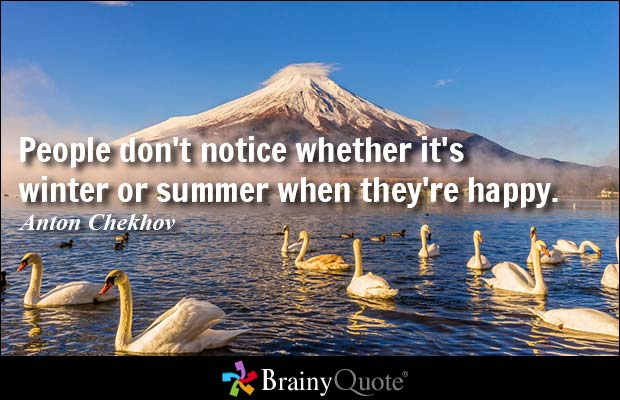 People don't notice whether it's
winter or summer when they're happy.
Anton Chekhov
BrainyQuote®